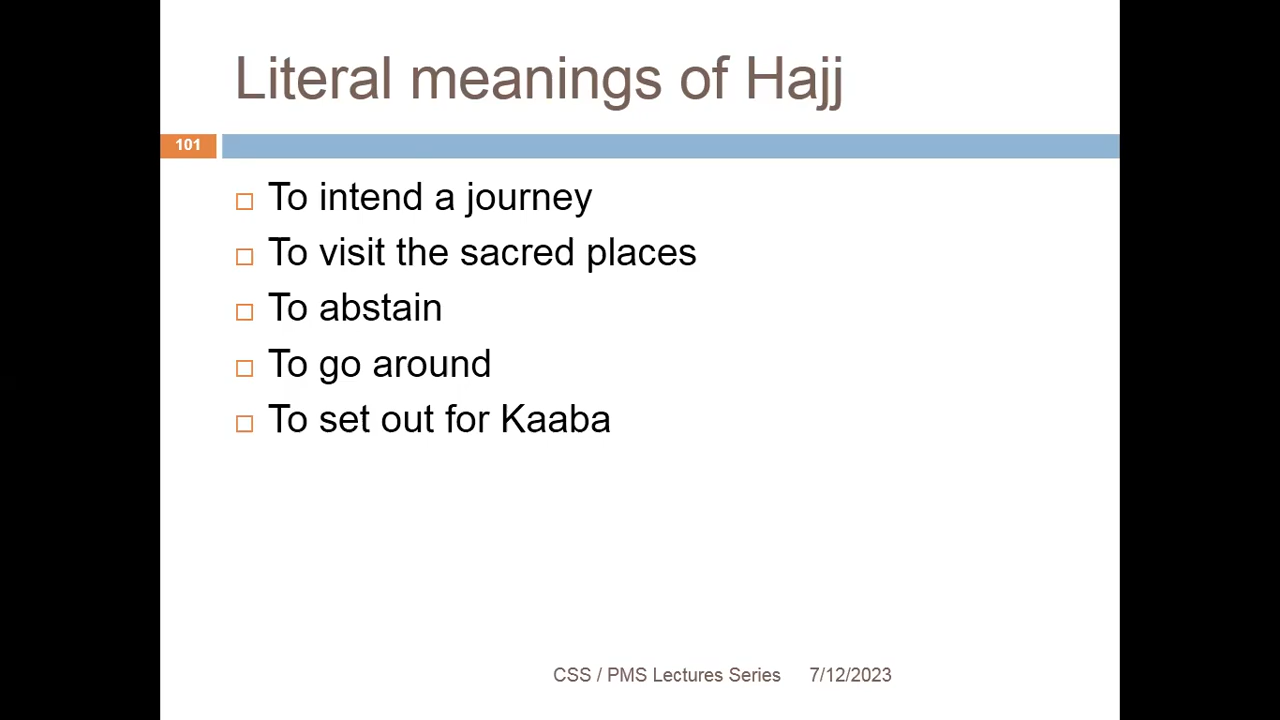 Literal meanings of Hajj
101
To intend a journey
To visit the sacred places
To abstain
To go around
To set out for Kaaba
CSS / PMS Lectures Series 7/12/2023